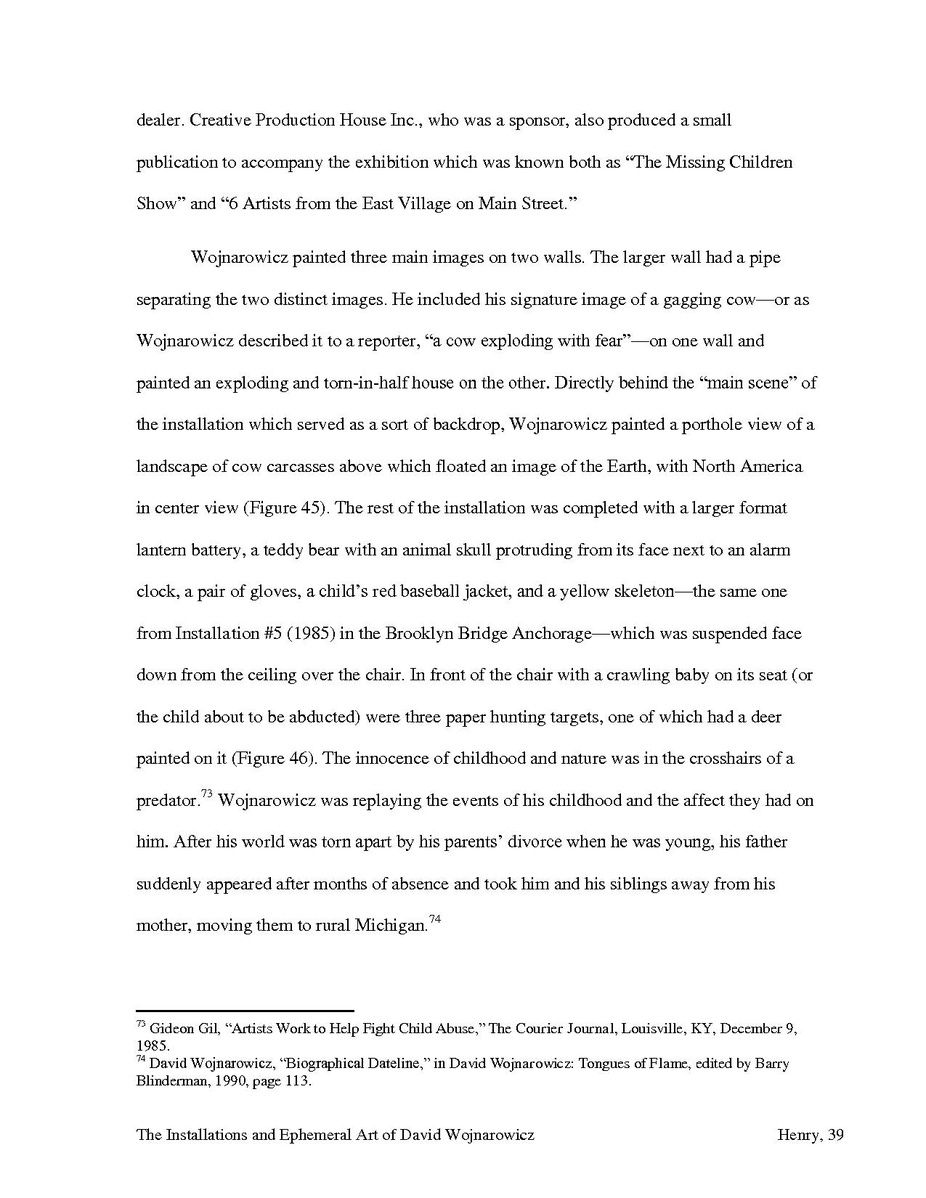 dealer. Creative Production House Inc., who was a sponsor, also produced a small
publication to accompany the exhibition which was known both as “The Missing Children
Show” and “6 Artists from the East Village on Main Street.”
Wojnarowicz painted three main images on two walls. The larger wall had a pipe
separating the two distinct images. He included his signature image of a gagging cow—or as
Wojnarowicz described it to a reporter, “a cow exploding with fear”—on one wall and
painted an exploding and torn-in-half house on the other. Directly behind the “main scene” of
the installation which served as a sort of backdrop, Wojnarowicz painted a porthole view of a
landscape of cow carcasses above which floated an image of the Earth, with North America
in center view (Figure 45). The rest of the installation was completed with a larger format
lantern battery, a teddy bear with an animal skull protruding from its face next to an alarm
clock, a pair of gloves, a child’s red baseball jacket, and a yellow skeleton—the same one
from Installation #5 (1985) in the Brooklyn Bridge Anchorage—which was suspended face
down from the ceiling over the chair. In front of the chair with a crawling baby on its seat (or
the child about to be abducted) were three paper hunting targets, one of which had a deer
painted on it (Figure 46). The innocence of childhood and nature was in the crosshairs of a
predator.73 Wojnarowicz was replaying the events of his childhood and the affect they had on
him. After his world was torn apart by his parents’ divorce when he was young, his father
suddenly appeared after months of absence and took him and his siblings away from his
mother, moving them to rural Michigan.74
73 Gideon Gil, “Artists Work to Help Fight Child Abuse,” The Courier Journal, Louisville, KY, December 9,
1985.
74 David Wojnarowicz, “Biographical Dateline,” in David Wojnarowicz: Tongues of Flame, edited by Barry
Blinderman, 1990, page 113.
The Installations and Ephemeral Art of David Wojnarowicz Henry, 39